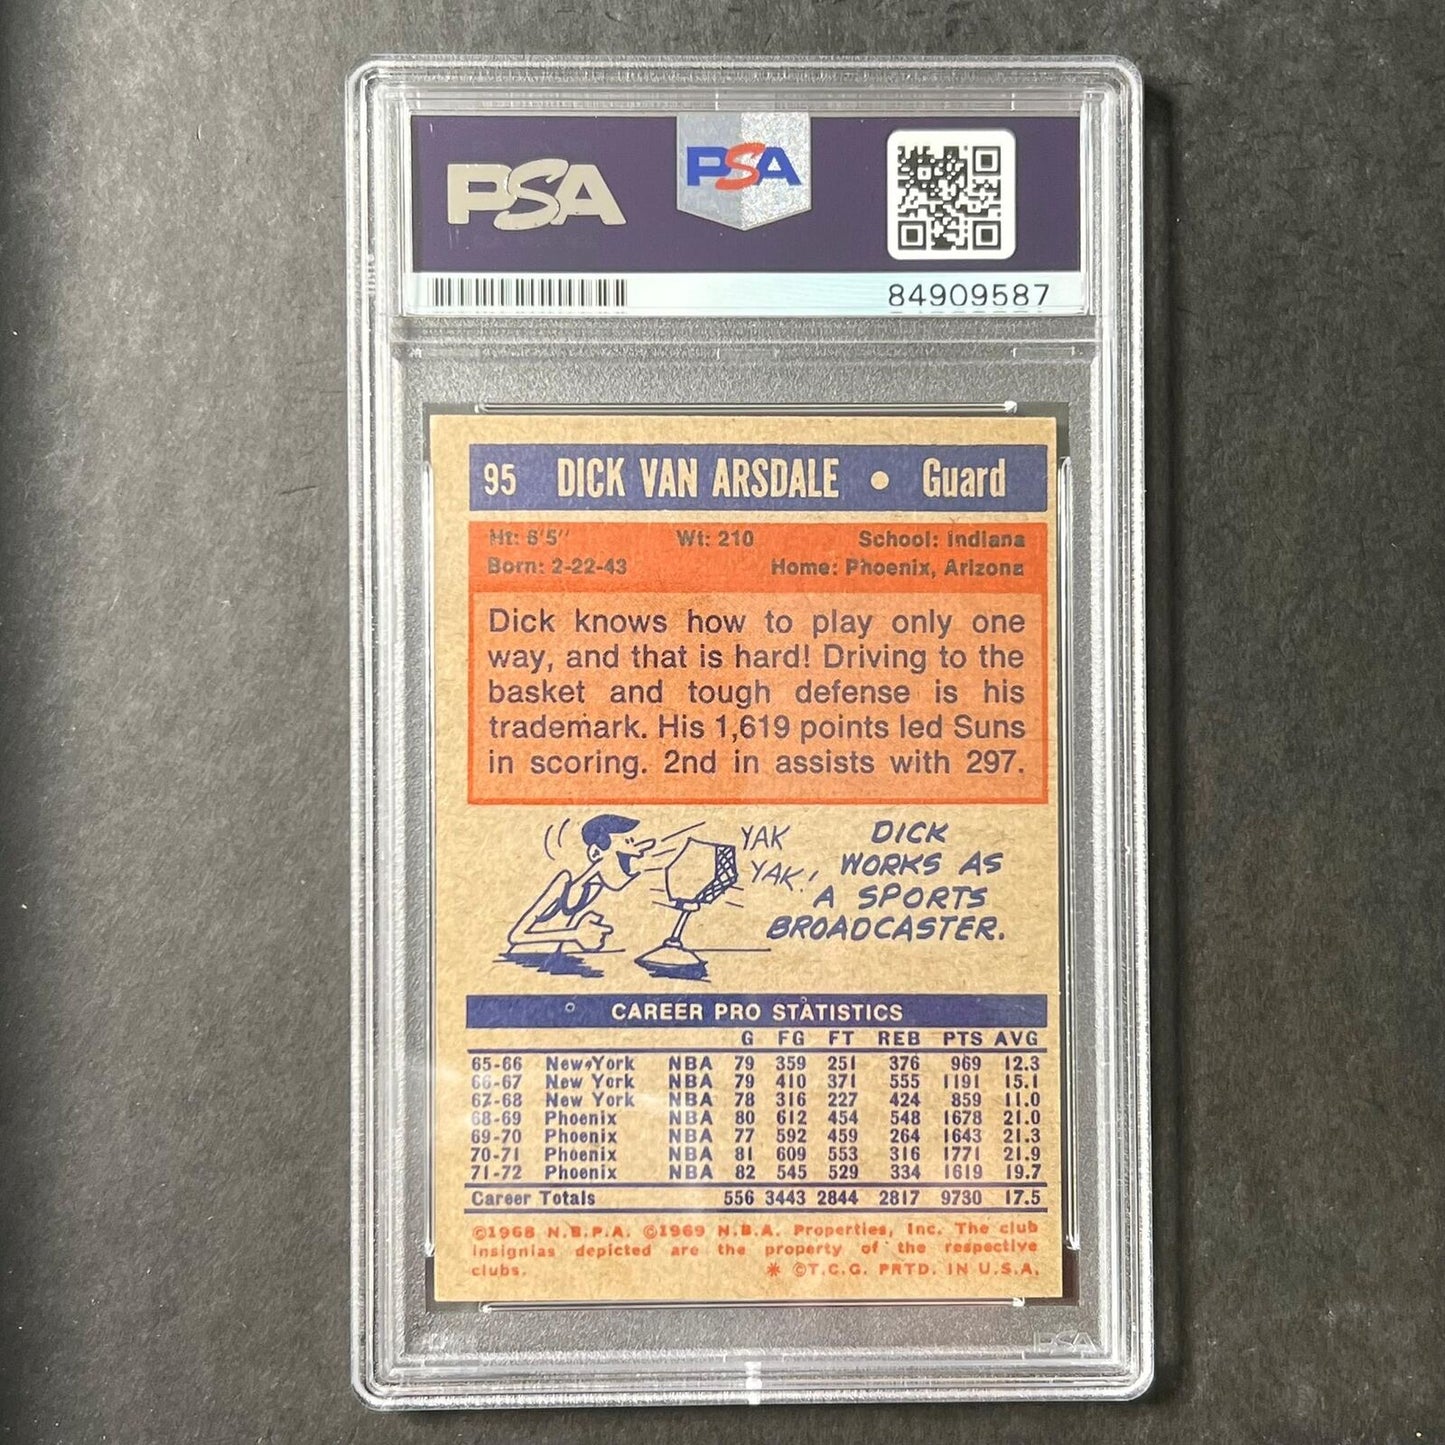 PSA
PSA
84909587
95 DICK VAN ARSDALE • Guard
Ht: 6'5" Wt: 210 School: Indiana
Born: 2-22-43 Home: Phoenix, Arizona
Dick knows how to play only one
way, and that is hard! Driving to the
basket and tough defense is his
trademark. His 1,619 points led Suns
in scoring. 2nd in assists with 297.
YAK
YAK!
DICK
WORKS AS
A SPORTS
BROADCASTER.
CAREER PRO STATISTICS
G FG FT REB PTS AVG
65-66 New York NBA 79 359 251 376 969 12.3
66-67 New York NBA 79 410 371 555 1191 15.1
67-68 New York NBA 78 316 227 424 859 11.0
68-69 Phoenix NBA 80 612 454 548 1678 21.0
69-70 Phoenix NBA 77 592 459 264 1643 21.3
70-71 Phoenix NBA 81 609 553 316 1771 21.9
71-72 Phoenix NBA 82 545 529 334 1619 19.7
Career Totals 556 3443 2844 2817 9730 17.5
©1968 N.B.P.A. ©1969 N.B.A. Properties, Inc. The club
insignias depicted are the property of the respective
clubs. * ©T.C.G. PRTD. IN U.S.A.
PSA